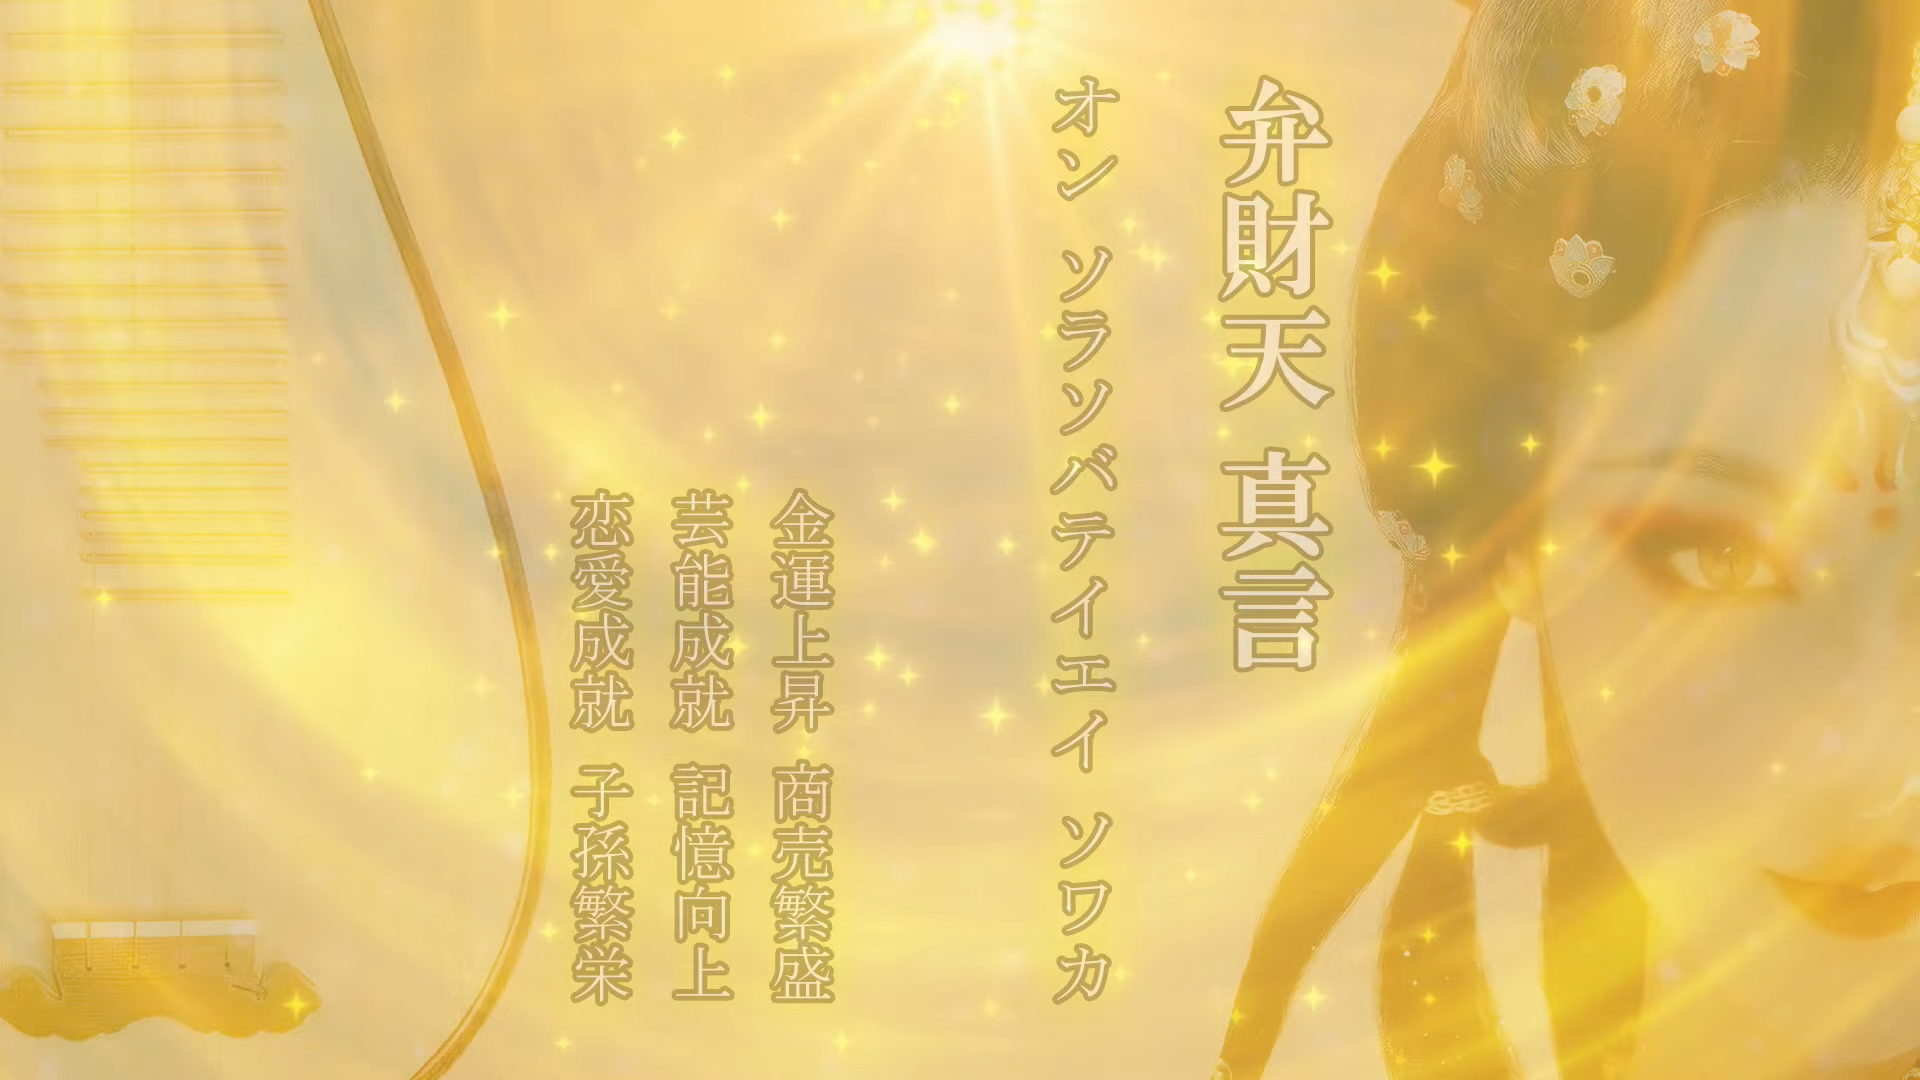 弁財天 真言
オン ソラソバテイエイ ソワカ
金運上昇 商売繁盛
芸能成就 記憶向上
恋愛成就 子孫繁栄